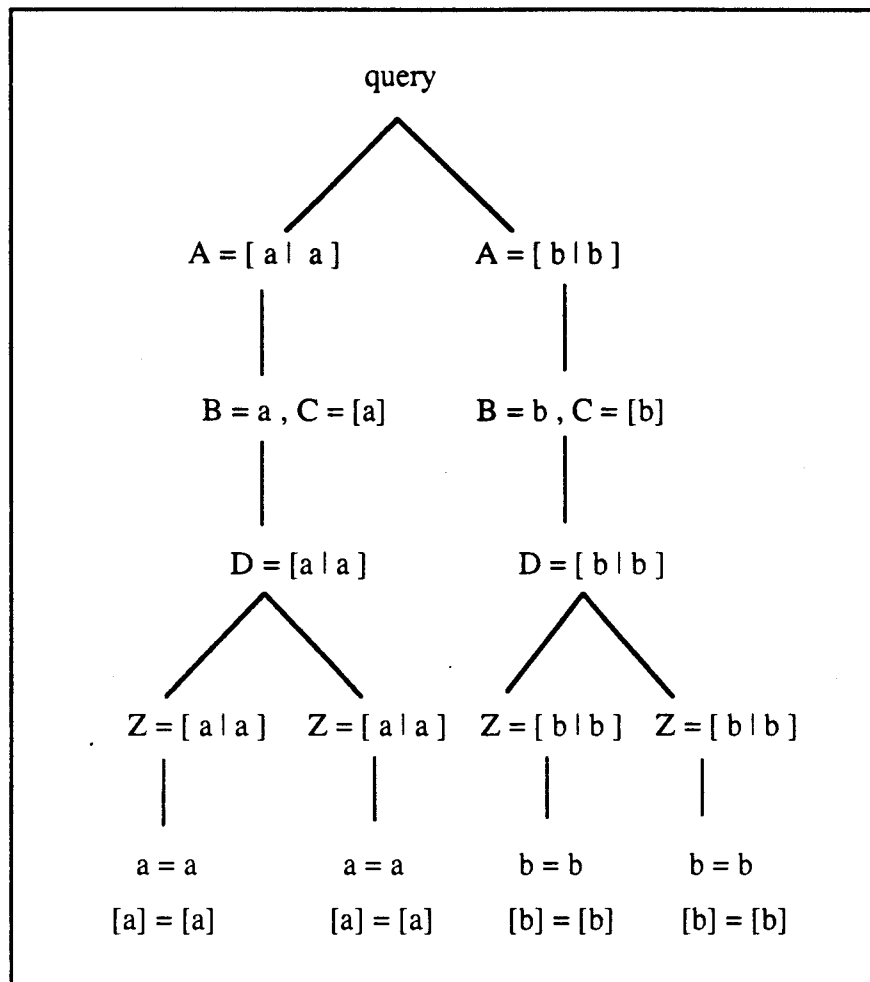 query
A = [ a | a ] A = [ b | b ]
B = a , C = [a] B = b , C = [b]
D = [a | a ] D = [ b | b ]
Z = [ a | a ] Z = [ a | a ] Z = [ b | b ] Z = [ b | b ]
a = a a = a b = b b = b
[a] = [a] [a] = [a] [b] = [b] [b] = [b]